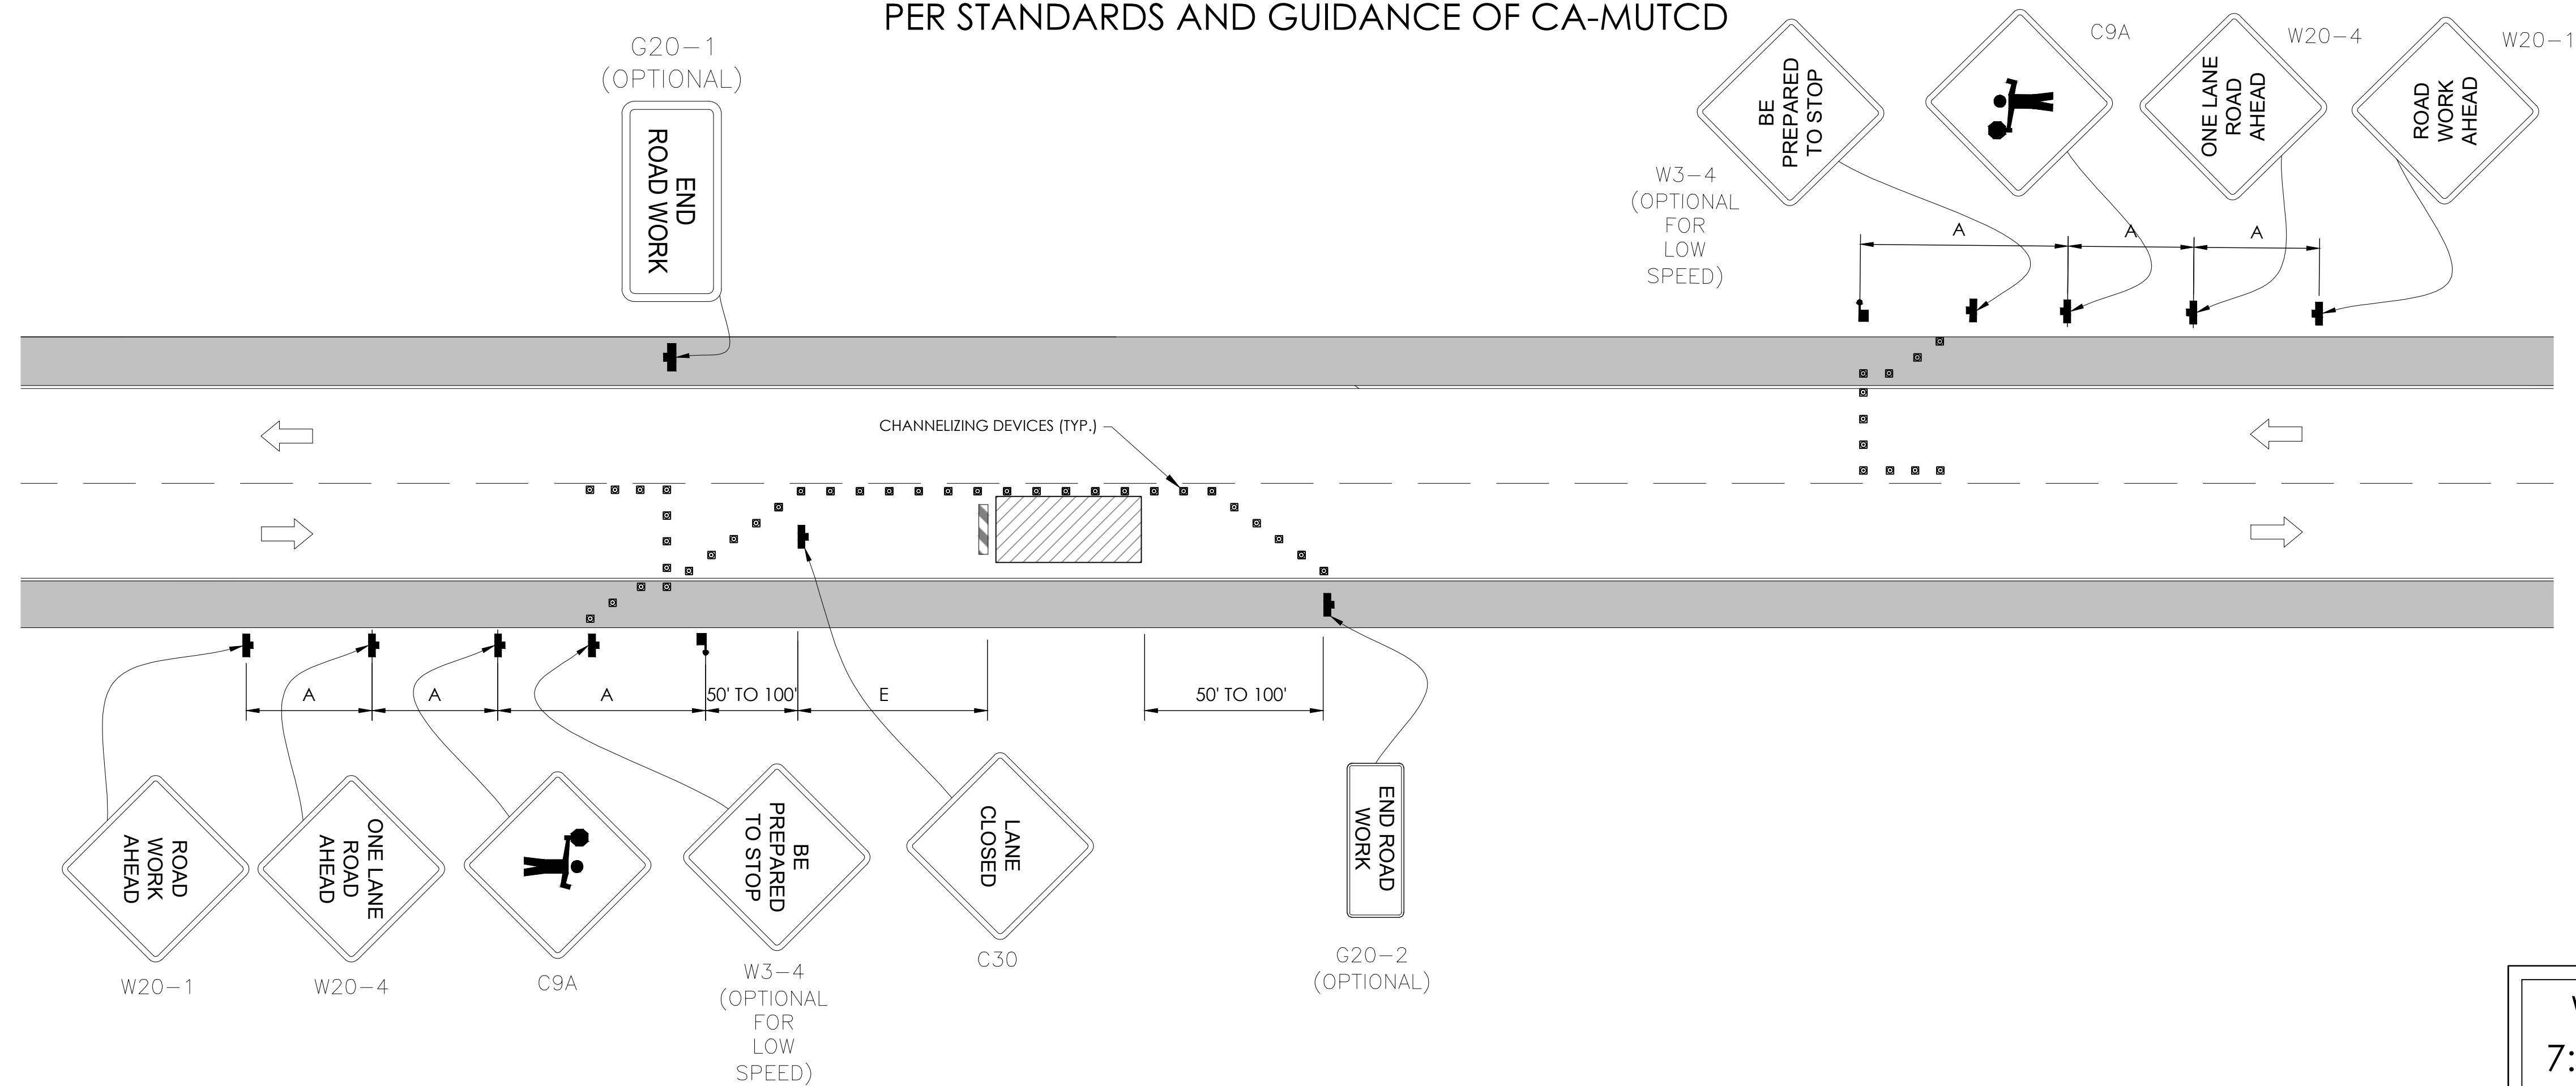 PER STANDARDS AND GUIDANCE OF CA-MUTCD
G20-1
(OPTIONAL)
END
ROAD WORK
BE
PREPARED
TO STOP
W3-4
(OPTIONAL
FOR
LOW
SPEED)
C9A
ONE LANE
ROAD
AHEAD
W20-4
ROAD
WORK
AHEAD
W20-1
A
A
A
CHANNELIZING DEVICES (TYP.)
A
A
A
50' TO 100'
E
50' TO 100'
ROAD
WORK
AHEAD
W20-1
ONE LANE
ROAD
AHEAD
W20-4
C9A
BE
PREPARED
TO STOP
W3-4
(OPTIONAL
FOR
LOW
SPEED)
LANE
CLOSED
C30
END ROAD
WORK
G20-2
(OPTIONAL)
7: